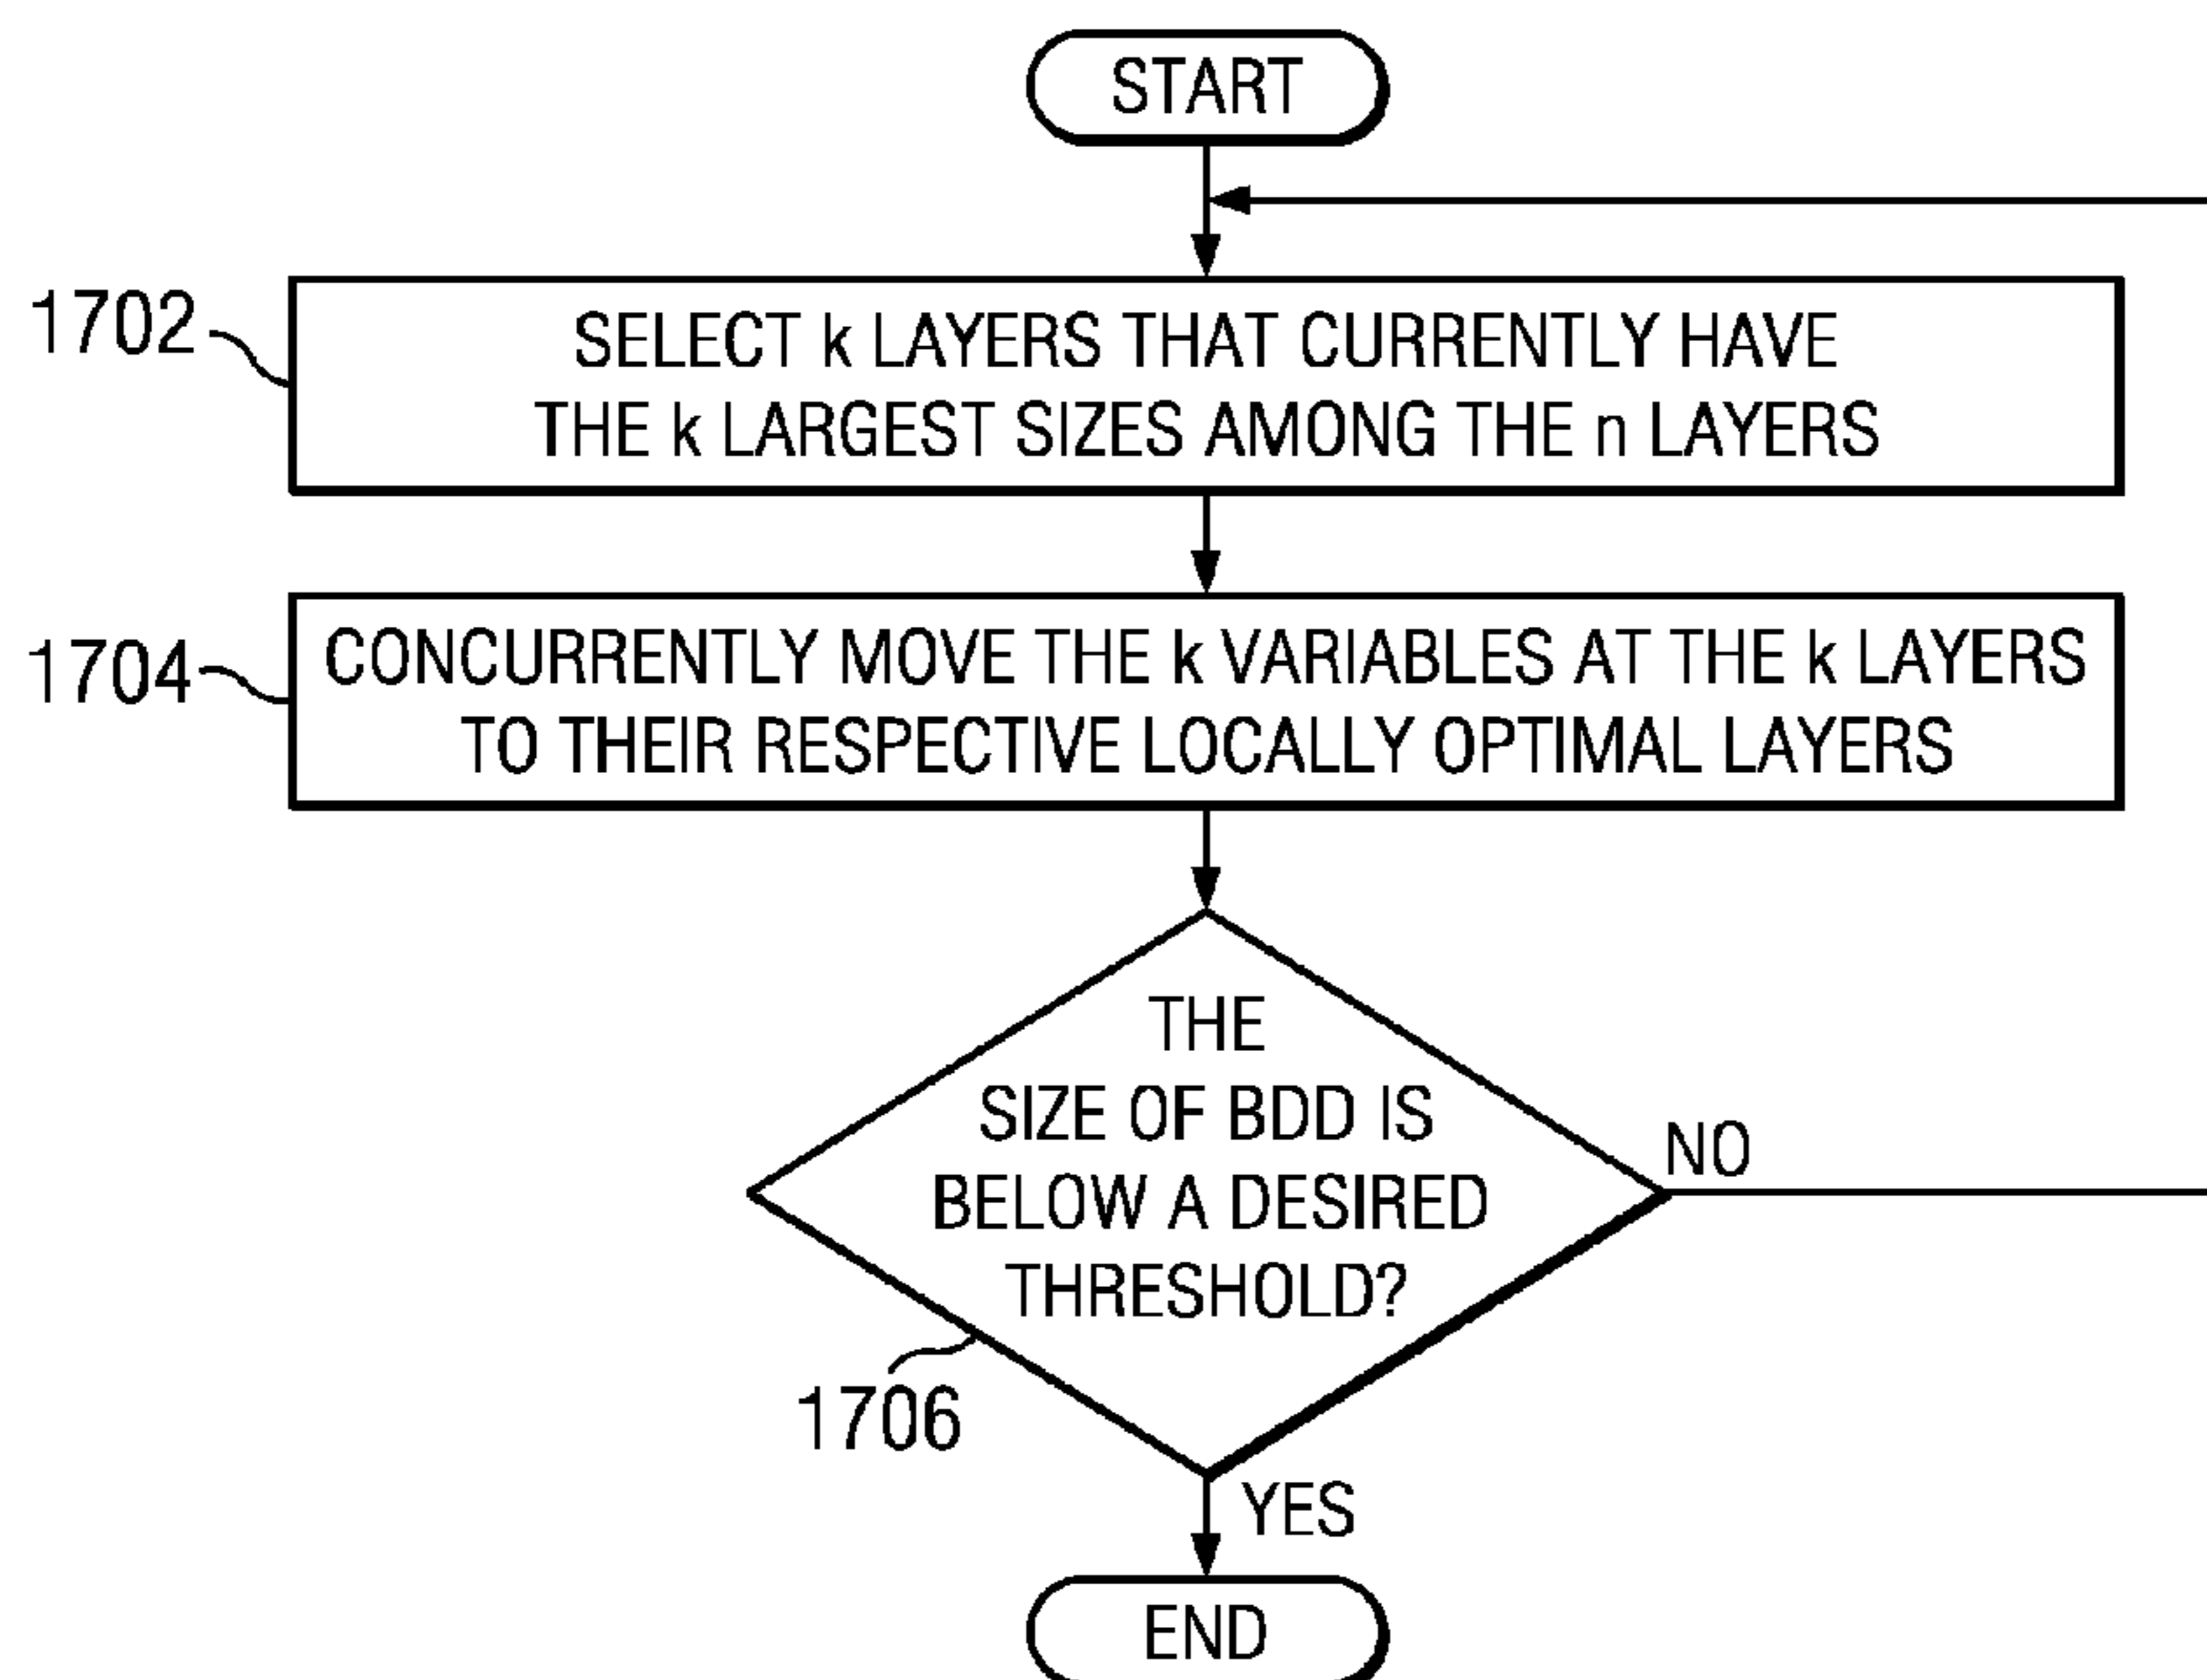 START
1702
SELECT k LAYERS THAT CURRENTLY HAVE
THE k LARGEST SIZES AMONG THE n LAYERS
1704
CONCURRENTLY MOVE THE k VARIABLES AT THE k LAYERS
TO THEIR RESPECTIVE LOCALLY OPTIMAL LAYERS
THE
SIZE OF BDD IS
BELOW A DESIRED
THRESHOLD?
NO
1706
YES
END